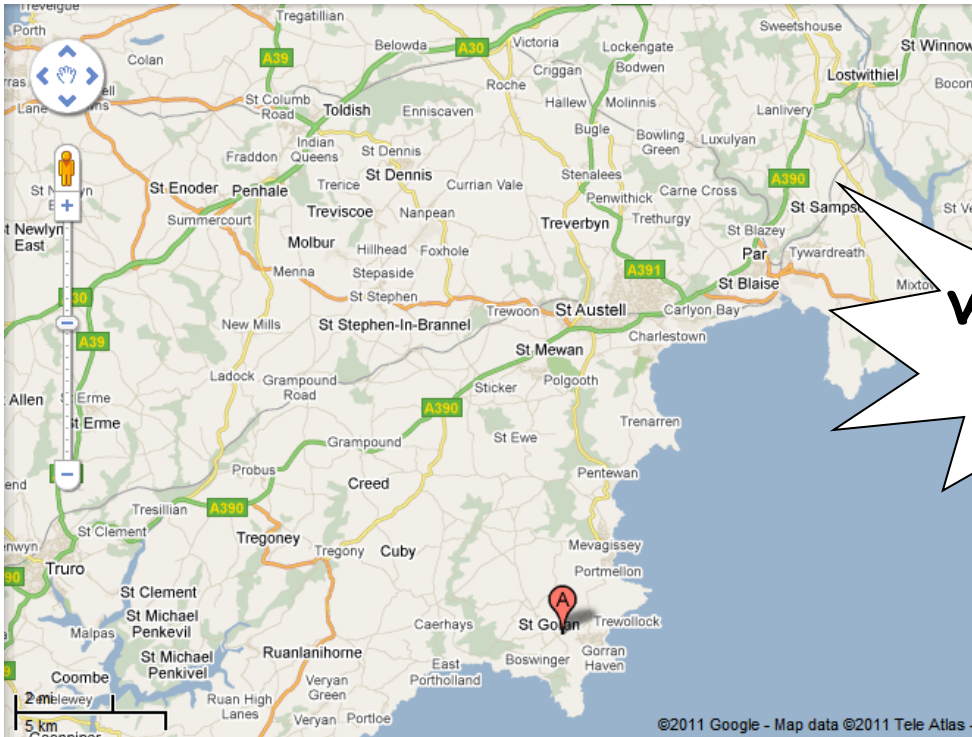 Trevelgue
Tregatillian
Sweetshouse
Porth
Colan
Belowda
A30
Victoria
Lockengate
St Winnow
A39
Criggan
Bodwen
Lostwithiel
Roche
St Columb
Road
Toldish
Enniscaven
Hallew
Molinnis
Lanlivery
Indian
Queens
Bugle
Bowling
Green
Luxulyan
Fraddon
St Dennis
St Dennis
Stenalees
A390
St Enoder
Penhale
Trerice
Currian Vale
Penwithick
Carne Cross
Summercourt
Treviscoe
Nanpean
Treverbyn
Trethurgy
St Blazey
St Newlyn
East
Molbur
Hillhead
Foxhole
Par
Tywardreath
Menna
Stepaside
A391
St Blaise
St Stephen
Trewoon
St Austell
Carlyon Bay
30
A39
New Mills
St Stephen-In-Brannel
Charlestown
St Mewan
Ladock
Grampound
Road
Sticker
Polgooth
Allen
St Erme
St Erme
A390
Trenarren
Grampound
St Ewe
Probus
Pentewan
Creed
Tresillian
A390
St Clement
Tregoney
Tregony
Cuby
Mevagissey
Truro
90
Portmellon
St Clement
A
St Michael
Penkevil
Caerhays
St Goran
Trewollock
Malpas
St Michael
Penkivel
Ruanlanihorne
East
Portholland
Boswinger
Gorran
Haven
Coombe
Veryan
Green
Ruan High
Lanes
Veryan
Portloe
2 mi
5 km
©2011 Google - Map data ©2011 Tele Atlas -